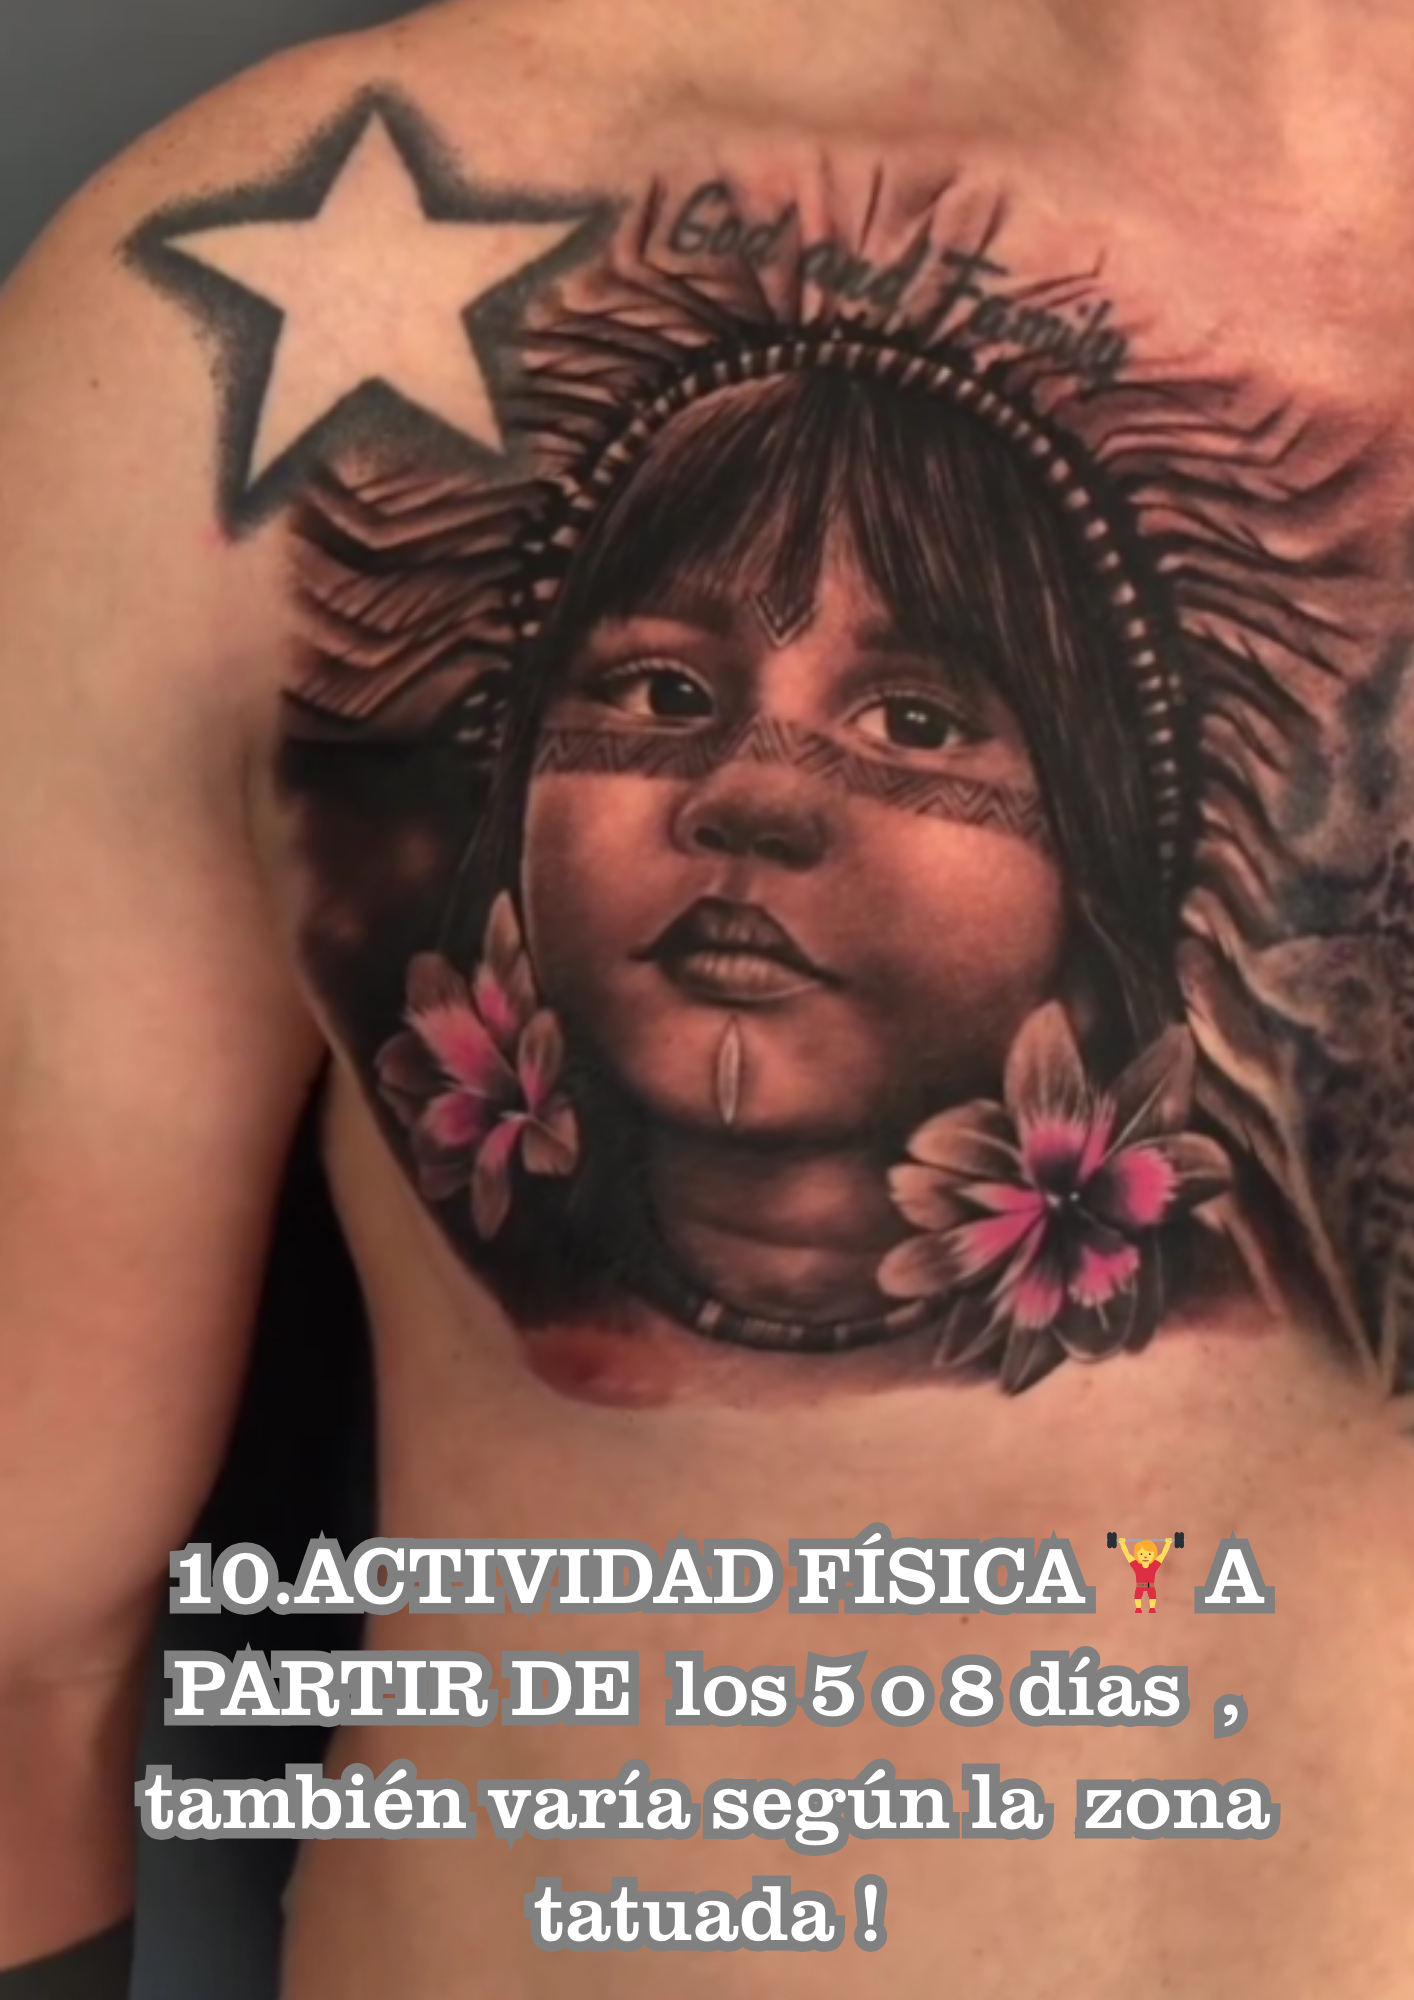 God and Family
10.ACTIVIDAD FÍSICA 🏋️ A
PARTIR DE los 5 o 8 días ,
también varía según la zona
tatuada !